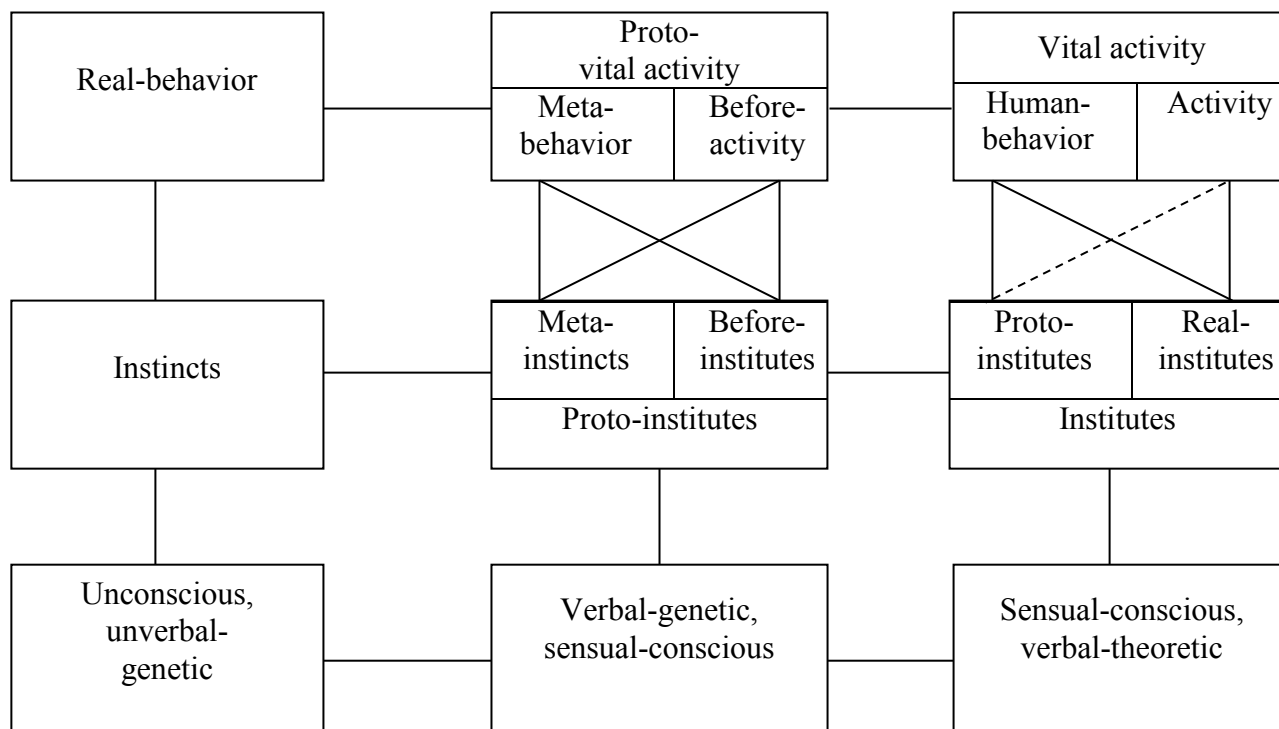 Real-behavior
Proto-
vital activity
Meta-
behavior
Before-
activity
Vital activity
Human-
behavior
Activity
Instincts
Meta-
instincts
Before-
institutes
Proto-institutes
Proto-
institutes
Real-
institutes
Institutes
Unconscious,
unverbal-
genetic
Verbal-genetic,
sensual-conscious
Sensual-conscious,
verbal-theoretic